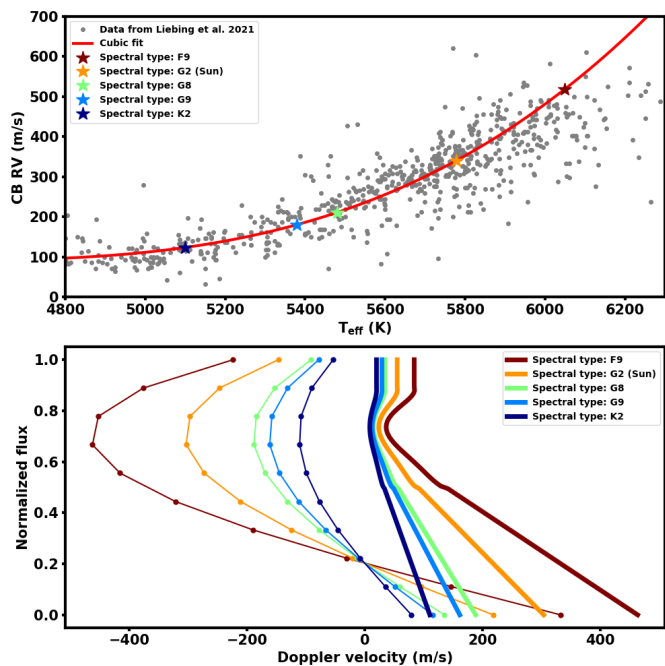 700
600
500
400
300
200
100
0
CB RV (m/s)
Data from Liebing et al. 2021
Cubic fit
Spectral type: F9
Spectral type: G2 (Sun)
Spectral type: G8
Spectral type: G9
Spectral type: K2
4800 5000 5200 5400 5600 5800 6000 6200
Teff (K)
1.0
0.8
0.6
0.4
0.2
0.0
Normalized flux
Spectral type: F9
Spectral type: G2 (Sun)
Spectral type: G8
Spectral type: G9
Spectral type: K2
−400 −200 0 200 400
Doppler velocity (m/s)